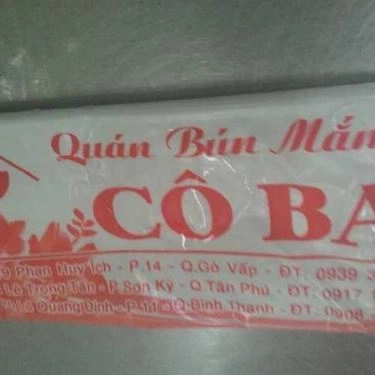 Quán Bún Mắm
CÔ BA
9 Phan Huy Ích - P.14 - Q.Gò Vấp - ĐT: 0939
Lê Trọng Tấn - P.Sơn Kỳ - Q.Tân Phú - ĐT: 0917
& Quang Định - P.11 - Q.Bình Thạnh - ĐT: 0908